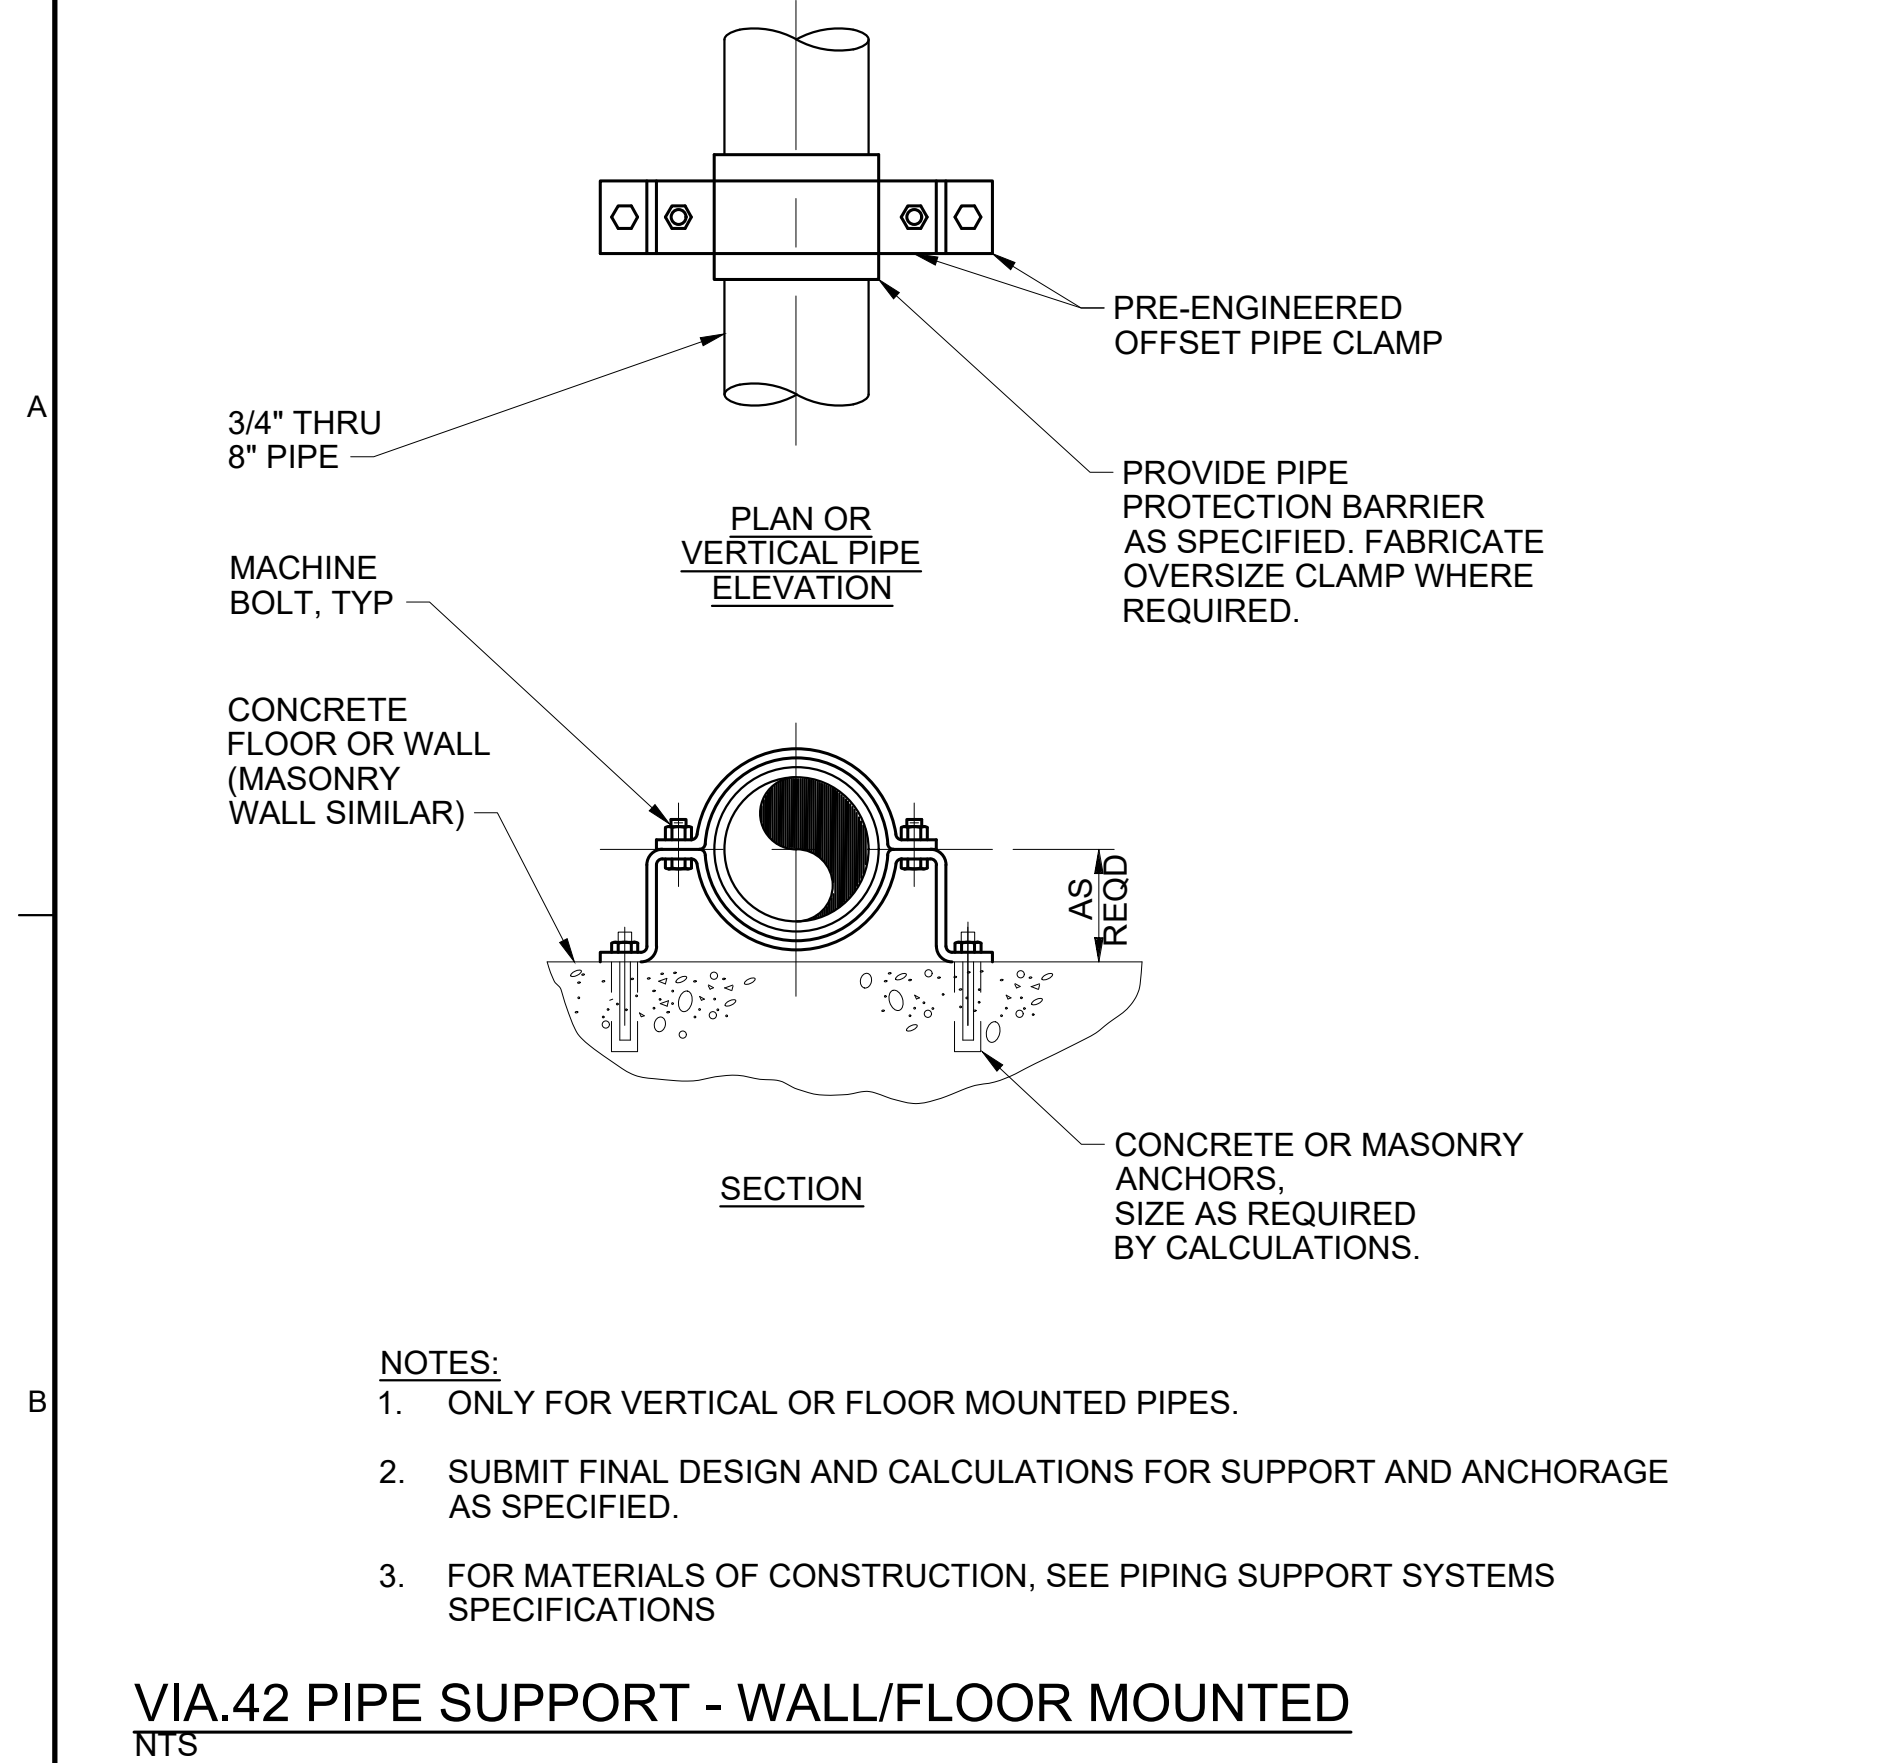 PRE-ENGINEERED
OFFSET PIPE CLAMP
A
3/4" THRU
8" PIPE
PROVIDE PIPE
PROTECTION BARRIER
AS SPECIFIED. FABRICATE
OVERSIZE CLAMP WHERE
REQUIRED.
PLAN OR
VERTICAL PIPE
ELEVATION
MACHINE
BOLT, TYP
CONCRETE
FLOOR OR WALL
(MASONRY
WALL SIMILAR)
AS
REQD
CONCRETE OR MASONRY
ANCHORS,
SIZE AS REQUIRED
BY CALCULATIONS.
SECTION
NOTES:
B
1. ONLY FOR VERTICAL OR FLOOR MOUNTED PIPES.
2. SUBMIT FINAL DESIGN AND CALCULATIONS FOR SUPPORT AND ANCHORAGE
AS SPECIFIED.
3. FOR MATERIALS OF CONSTRUCTION, SEE PIPING SUPPORT SYSTEMS
SPECIFICATIONS
VIA.42 PIPE SUPPORT - WALL/FLOOR MOUNTED
NTS